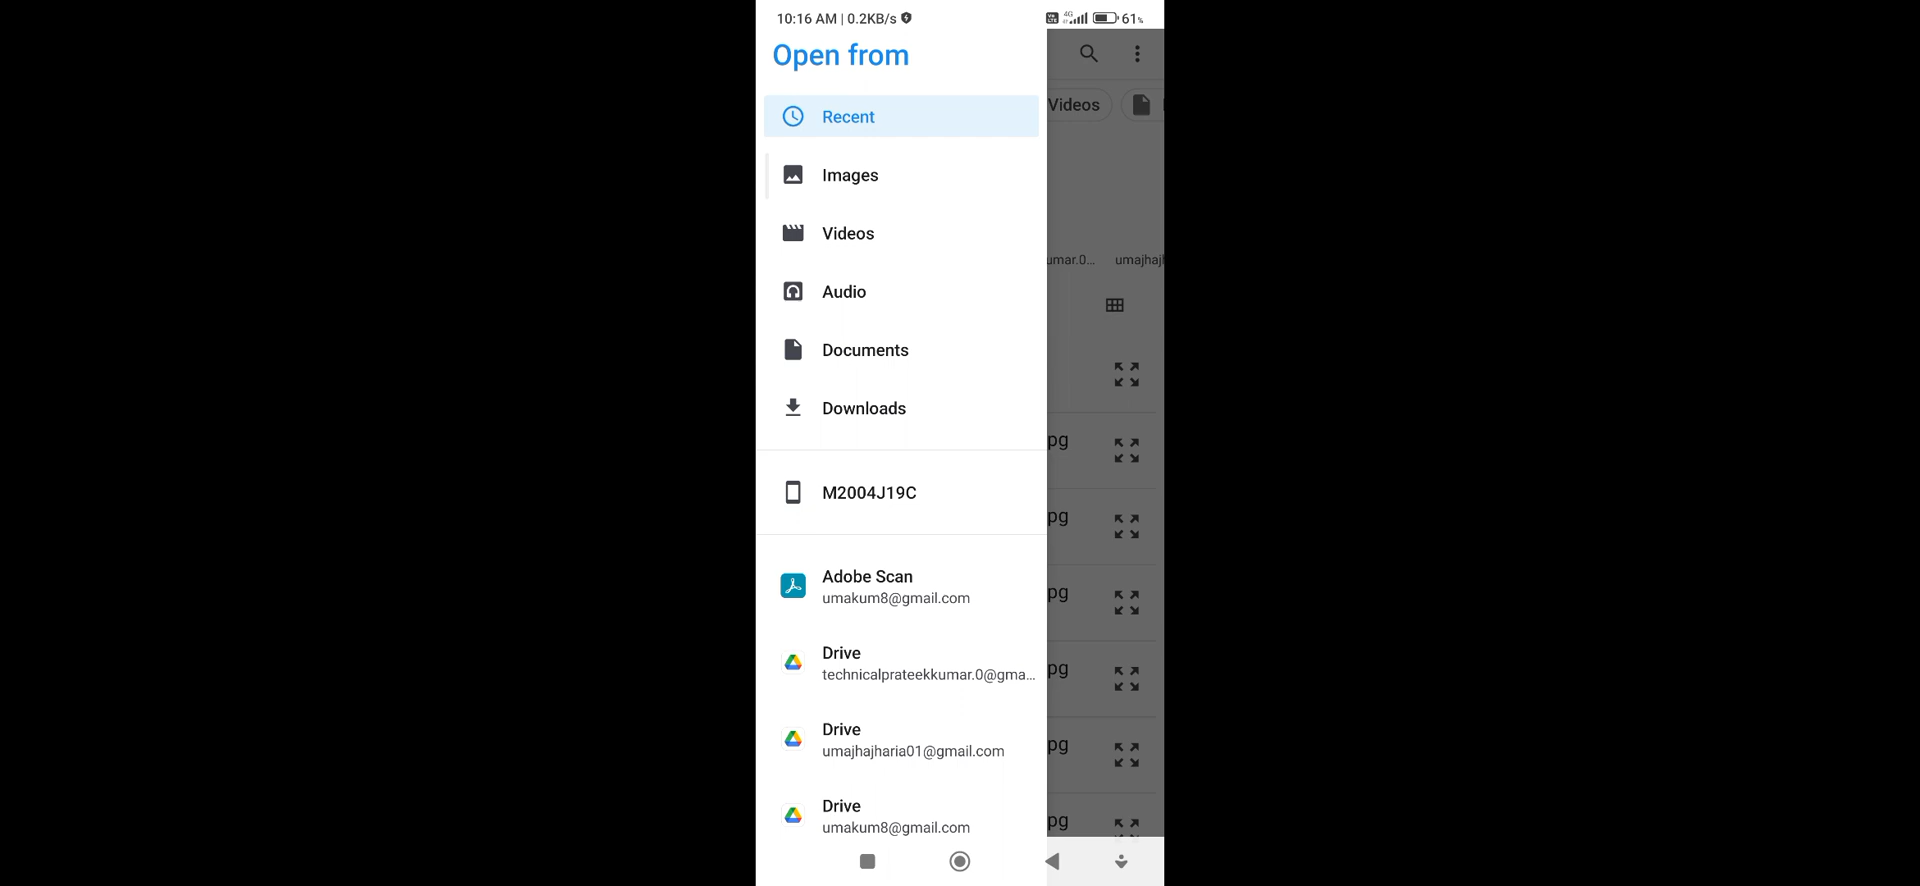 10:16 AM | 0.2KB/s
4G
61%
Open from
Recent
Videos
Images
Videos
umar.0...
umajhajh
Audio
Documents
Downloads
pg
M2004J19C
pg
Adobe Scan
umakum8@gmail.com
pg
Drive
technicalprateekkumar.0@gma...
pg
Drive
umajhajharia01@gmail.com
pg
Drive
umakum8@gmail.com
pg